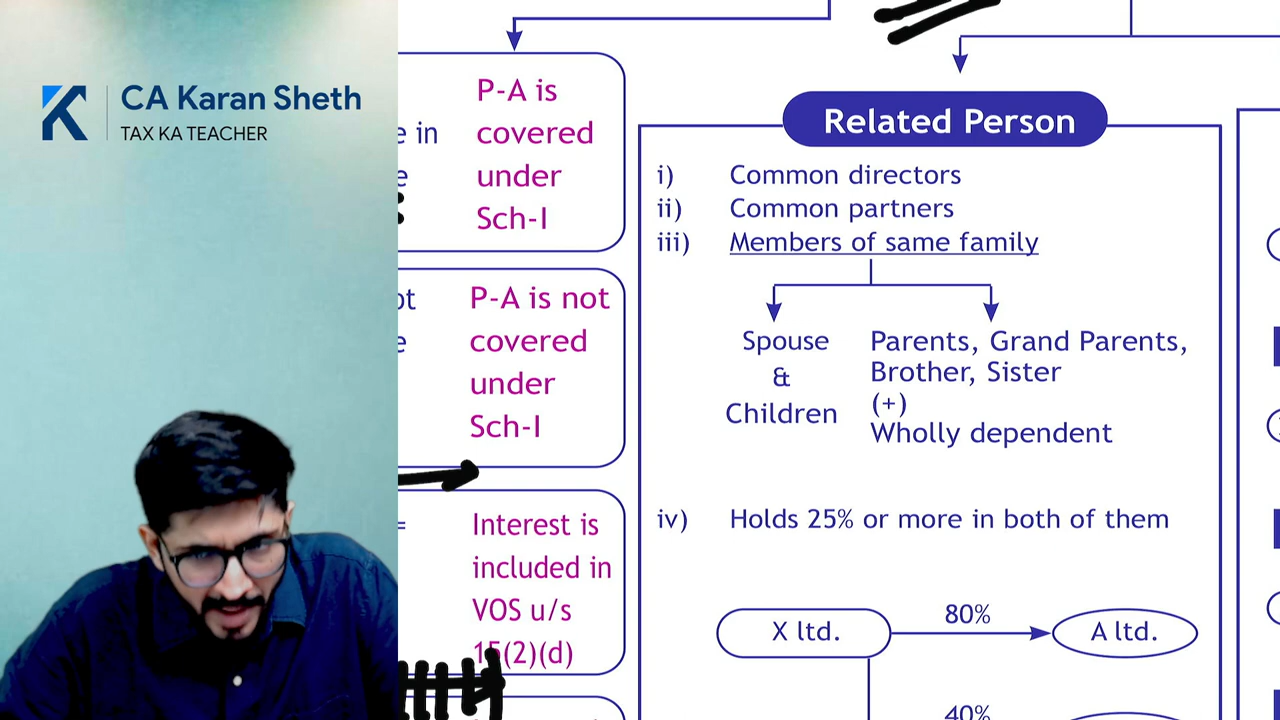 CA Karan Sheth
TAX KA TEACHER
P-A is
e in
covered
e
under
Sch-I
P-A is not
e
covered
under
Sch-I
=
Interest is
included in
VOS u/s
15(2)(d)
Related Person
i) Common directors
ii) Common partners
iii) Members of same family
Spouse
&
Children
Parents, Grand Parents,
Brother, Sister
(+)
Wholly dependent
iv) Holds 25% or more in both of them
X ltd.
80%
A ltd.
40%